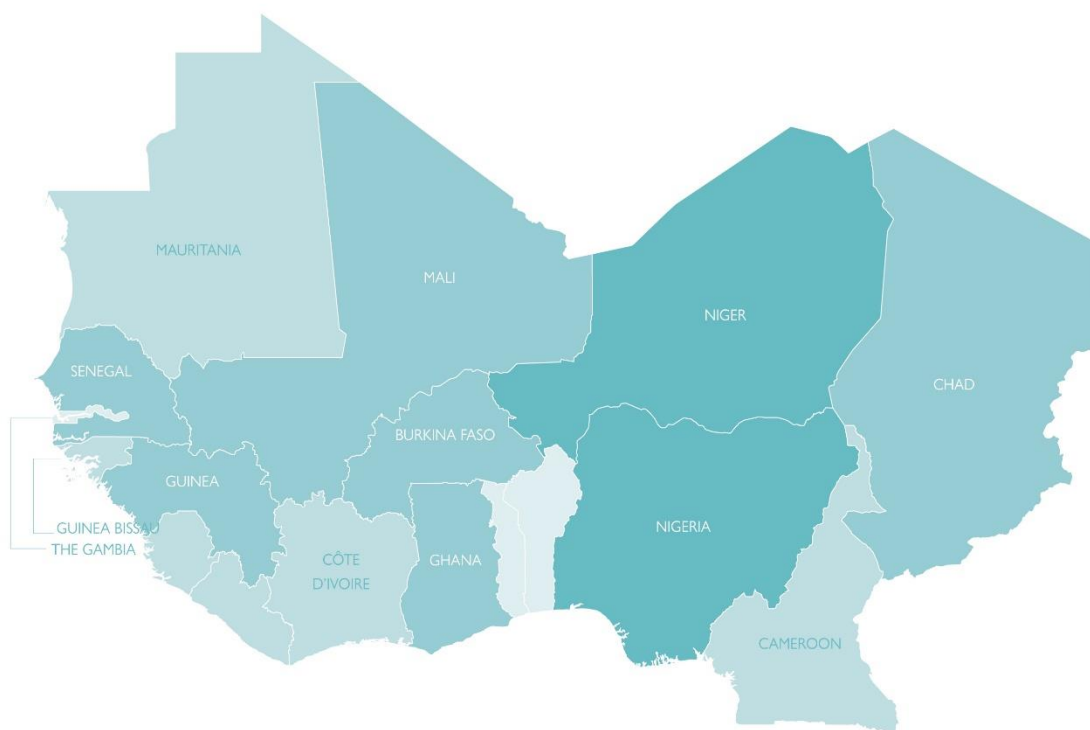 MAURITANIA
MALI
NIGER
SENEGAL
CHAD
BURKINA FASO
GUINEA
NIGERIA
GUINEA BISSAU
THE GAMBIA
CÔTE
D'IVOIRE
GHANA
CAMEROON